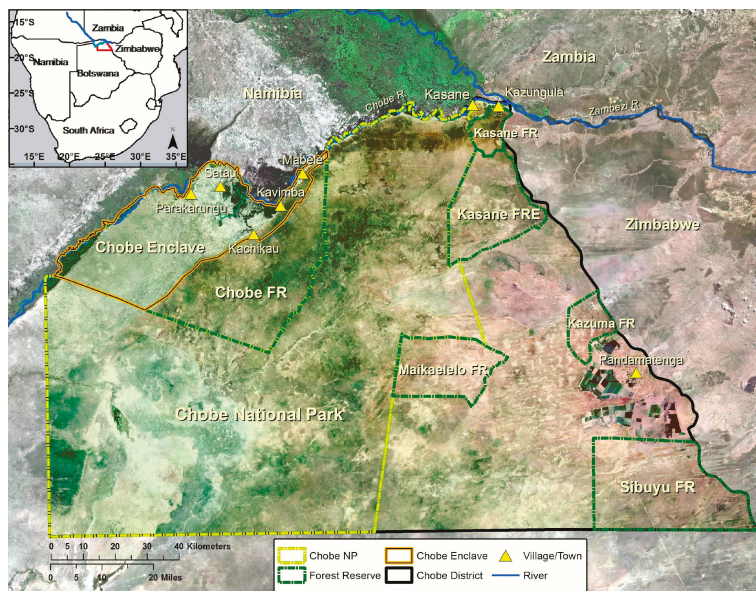 Zambia
Zimbabwe
Namibia
Botswana
South Africa
15°S
20°S
25°S
30°S
15°E
20°E
25°E
30°E
35°E
N
Zambia
Namibia
Chobe R
Kasane
Kazungula
Zambezi R
Kasane FR
Mabele
Satau
Parakarungu
Kavimba
Kachikau
Chobe Enclave
Kasane FRE
Zimbabwe
Chobe FR
Kazuma FR
Pandamatenga
Maikaelelo FR
Chobe National Park
Sibuyu FR
0 5 10 20 30 40 Kilometers
0 5 10 20 Miles
Chobe NP
Chobe Enclave
Village/Town
Forest Reserve
Chobe District
River